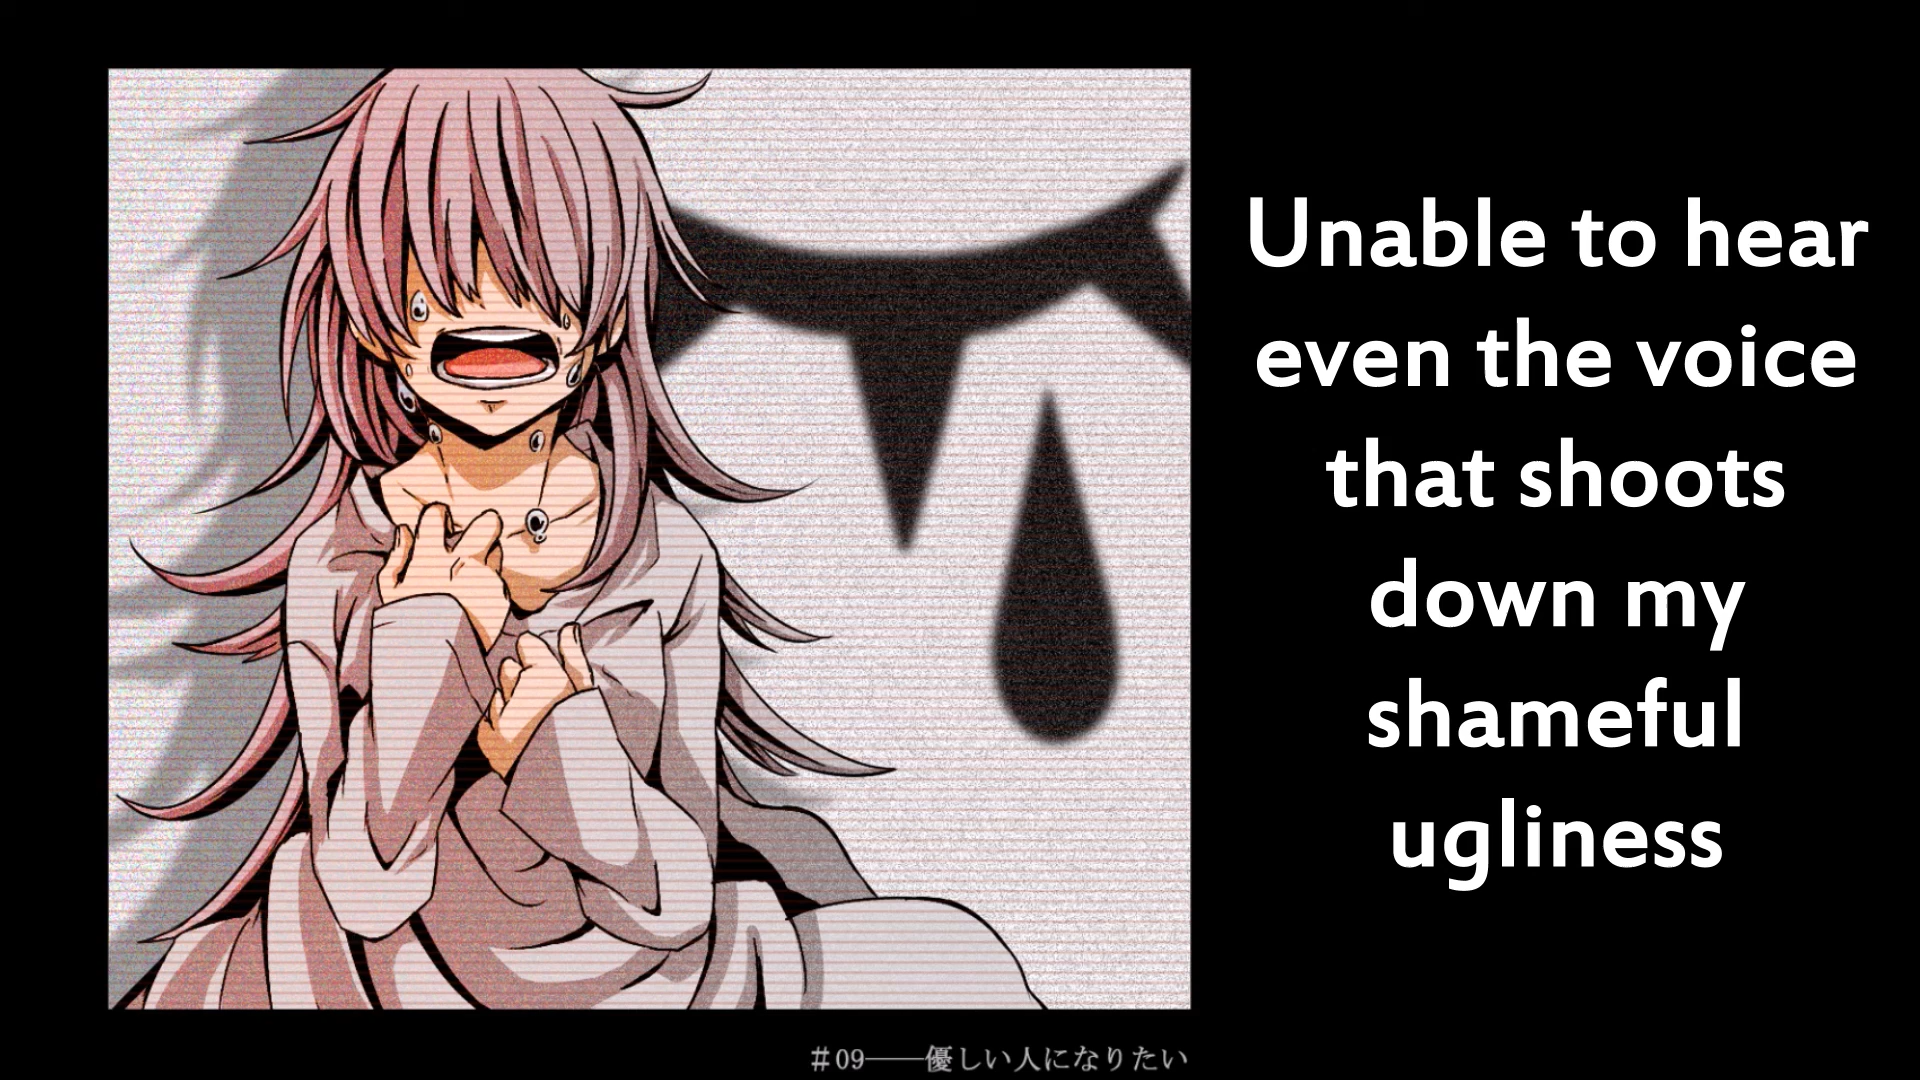 Unable to hear
even the voice
that shoots
down my
shameful
ugliness
#09――優しい人になりたい